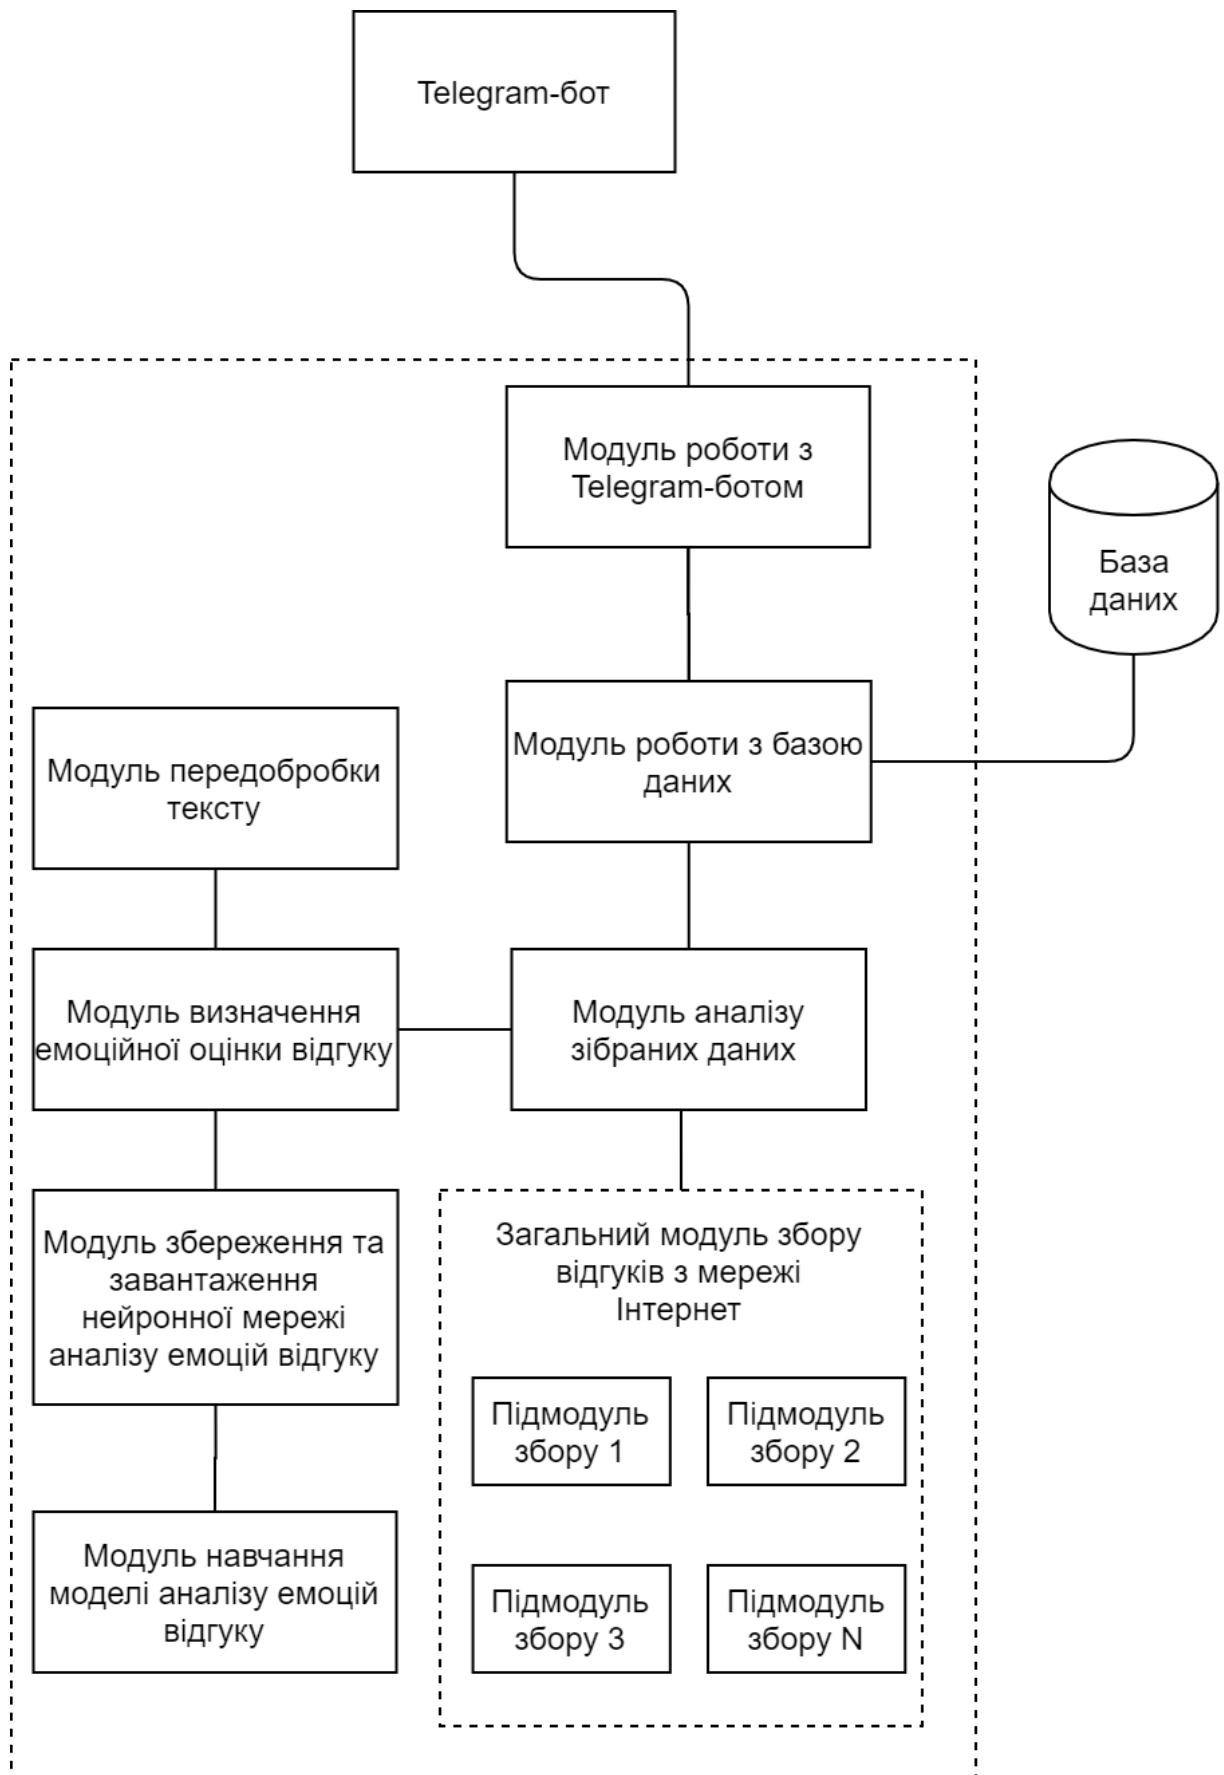 Telegram-бот
Модуль роботи з
Telegram-ботом
База
даних
Модуль роботи з базою
даних
Модуль передобробки
тексту
Модуль визначення
емоційної оцінки відгуку
Модуль аналізу
зібраних даних
Модуль збереження та
завантаження
нейронної мережі
аналізу емоцій відгуку
Загальний модуль збору
відгуків з мережі
Інтернет
Підмодуль
збору 1
Підмодуль
збору 2
Модуль навчання
моделі аналізу емоцій
відгуку
Підмодуль
збору 3
Підмодуль
збору N